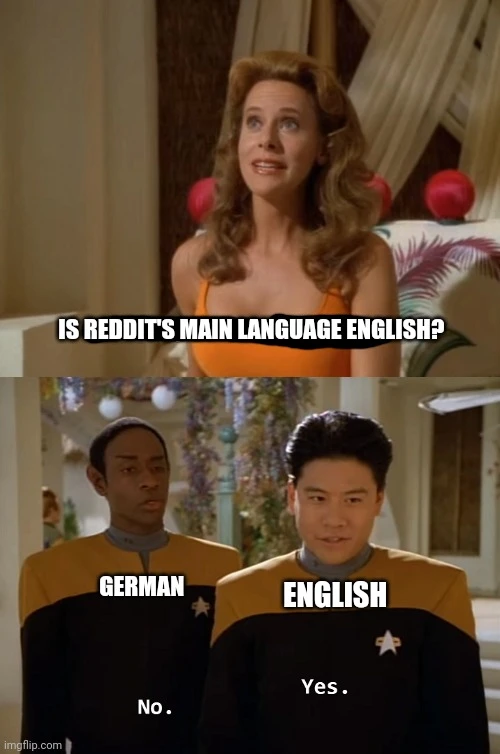 IS REDDIT'S MAIN LANGUAGE ENGLISH?
GERMAN
ENGLISH
Yes.
No.
imgflip.com